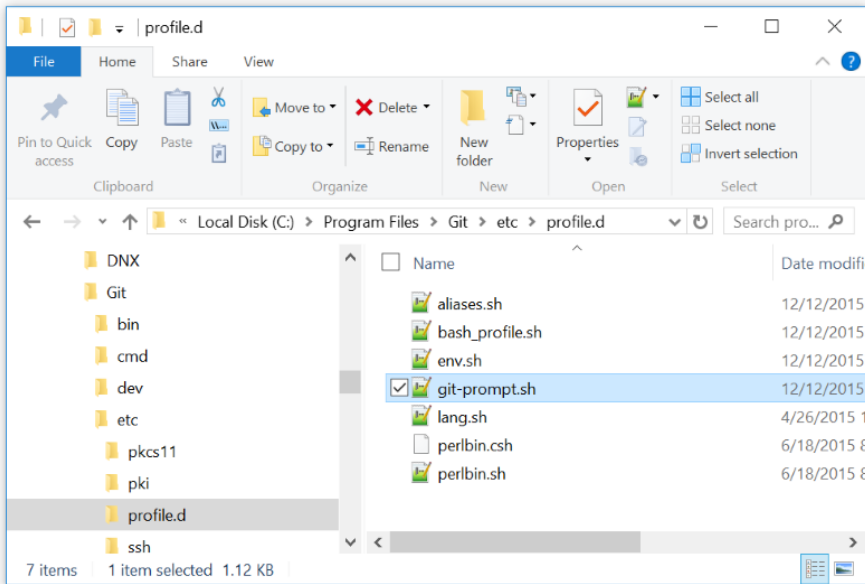 profile.d
File Home Share View
Pin to Quick access
Copy
Paste
Move to
Copy to
Delete
Rename
New folder
Properties
Select all
Select none
Invert selection
Clipboard Organize New Open Select
« Local Disk (C:) > Program Files > Git > etc > profile.d
Search pro...
DNX
Git
bin
cmd
dev
etc
pkcs11
pki
profile.d
ssh
Name Date modifi
aliases.sh 12/12/2015
bash_profile.sh 12/12/2015
env.sh 12/12/2015
git-prompt.sh 12/12/2015
lang.sh 4/26/2015 1
perlbin.csh 6/18/2015 8
perlbin.sh 6/18/2015 8
7 items 1 item selected 1.12 KB